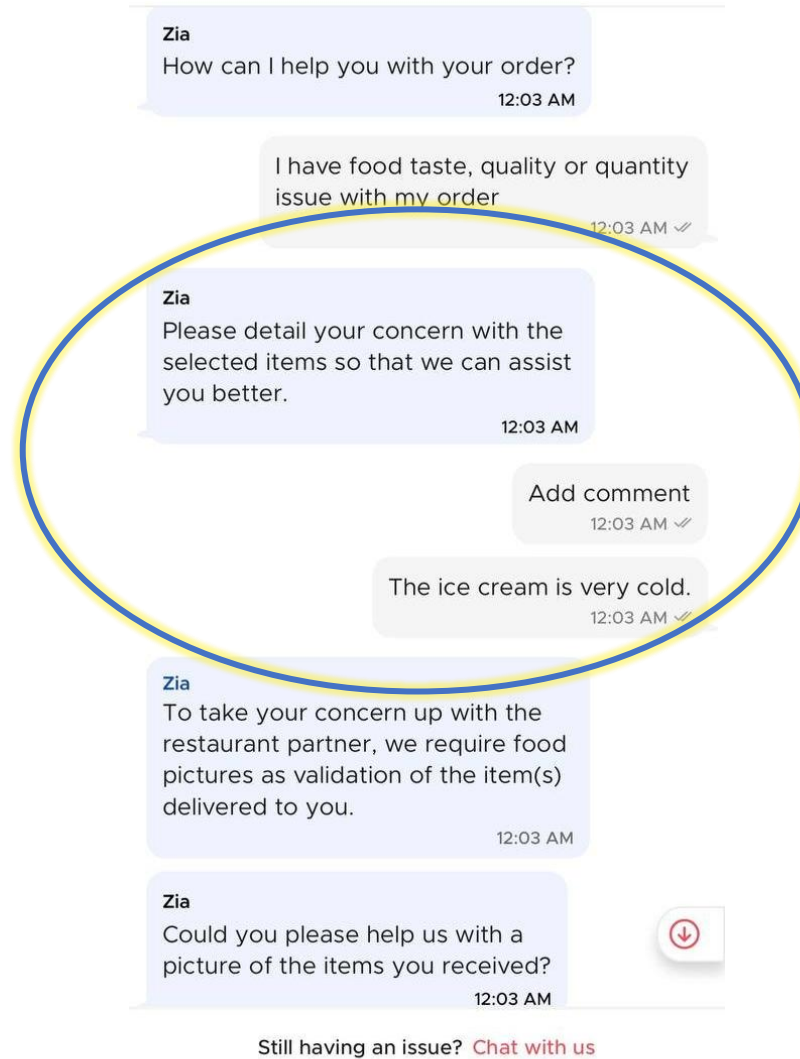 Zia
How can I help you with your order?
12:03 AM
I have food taste, quality or quantity
issue with my order
12:03 AM
Zia
Please detail your concern with the
selected items so that we can assist
you better.
12:03 AM
Add comment
12:03 AM
The ice cream is very cold.
12:03 AM
Zia
To take your concern up with the
restaurant partner, we require food
pictures as validation of the item(s)
delivered to you.
12:03 AM
Zia
Could you please help us with a
picture of the items you received?
12:03 AM
Still having an issue? Chat with us